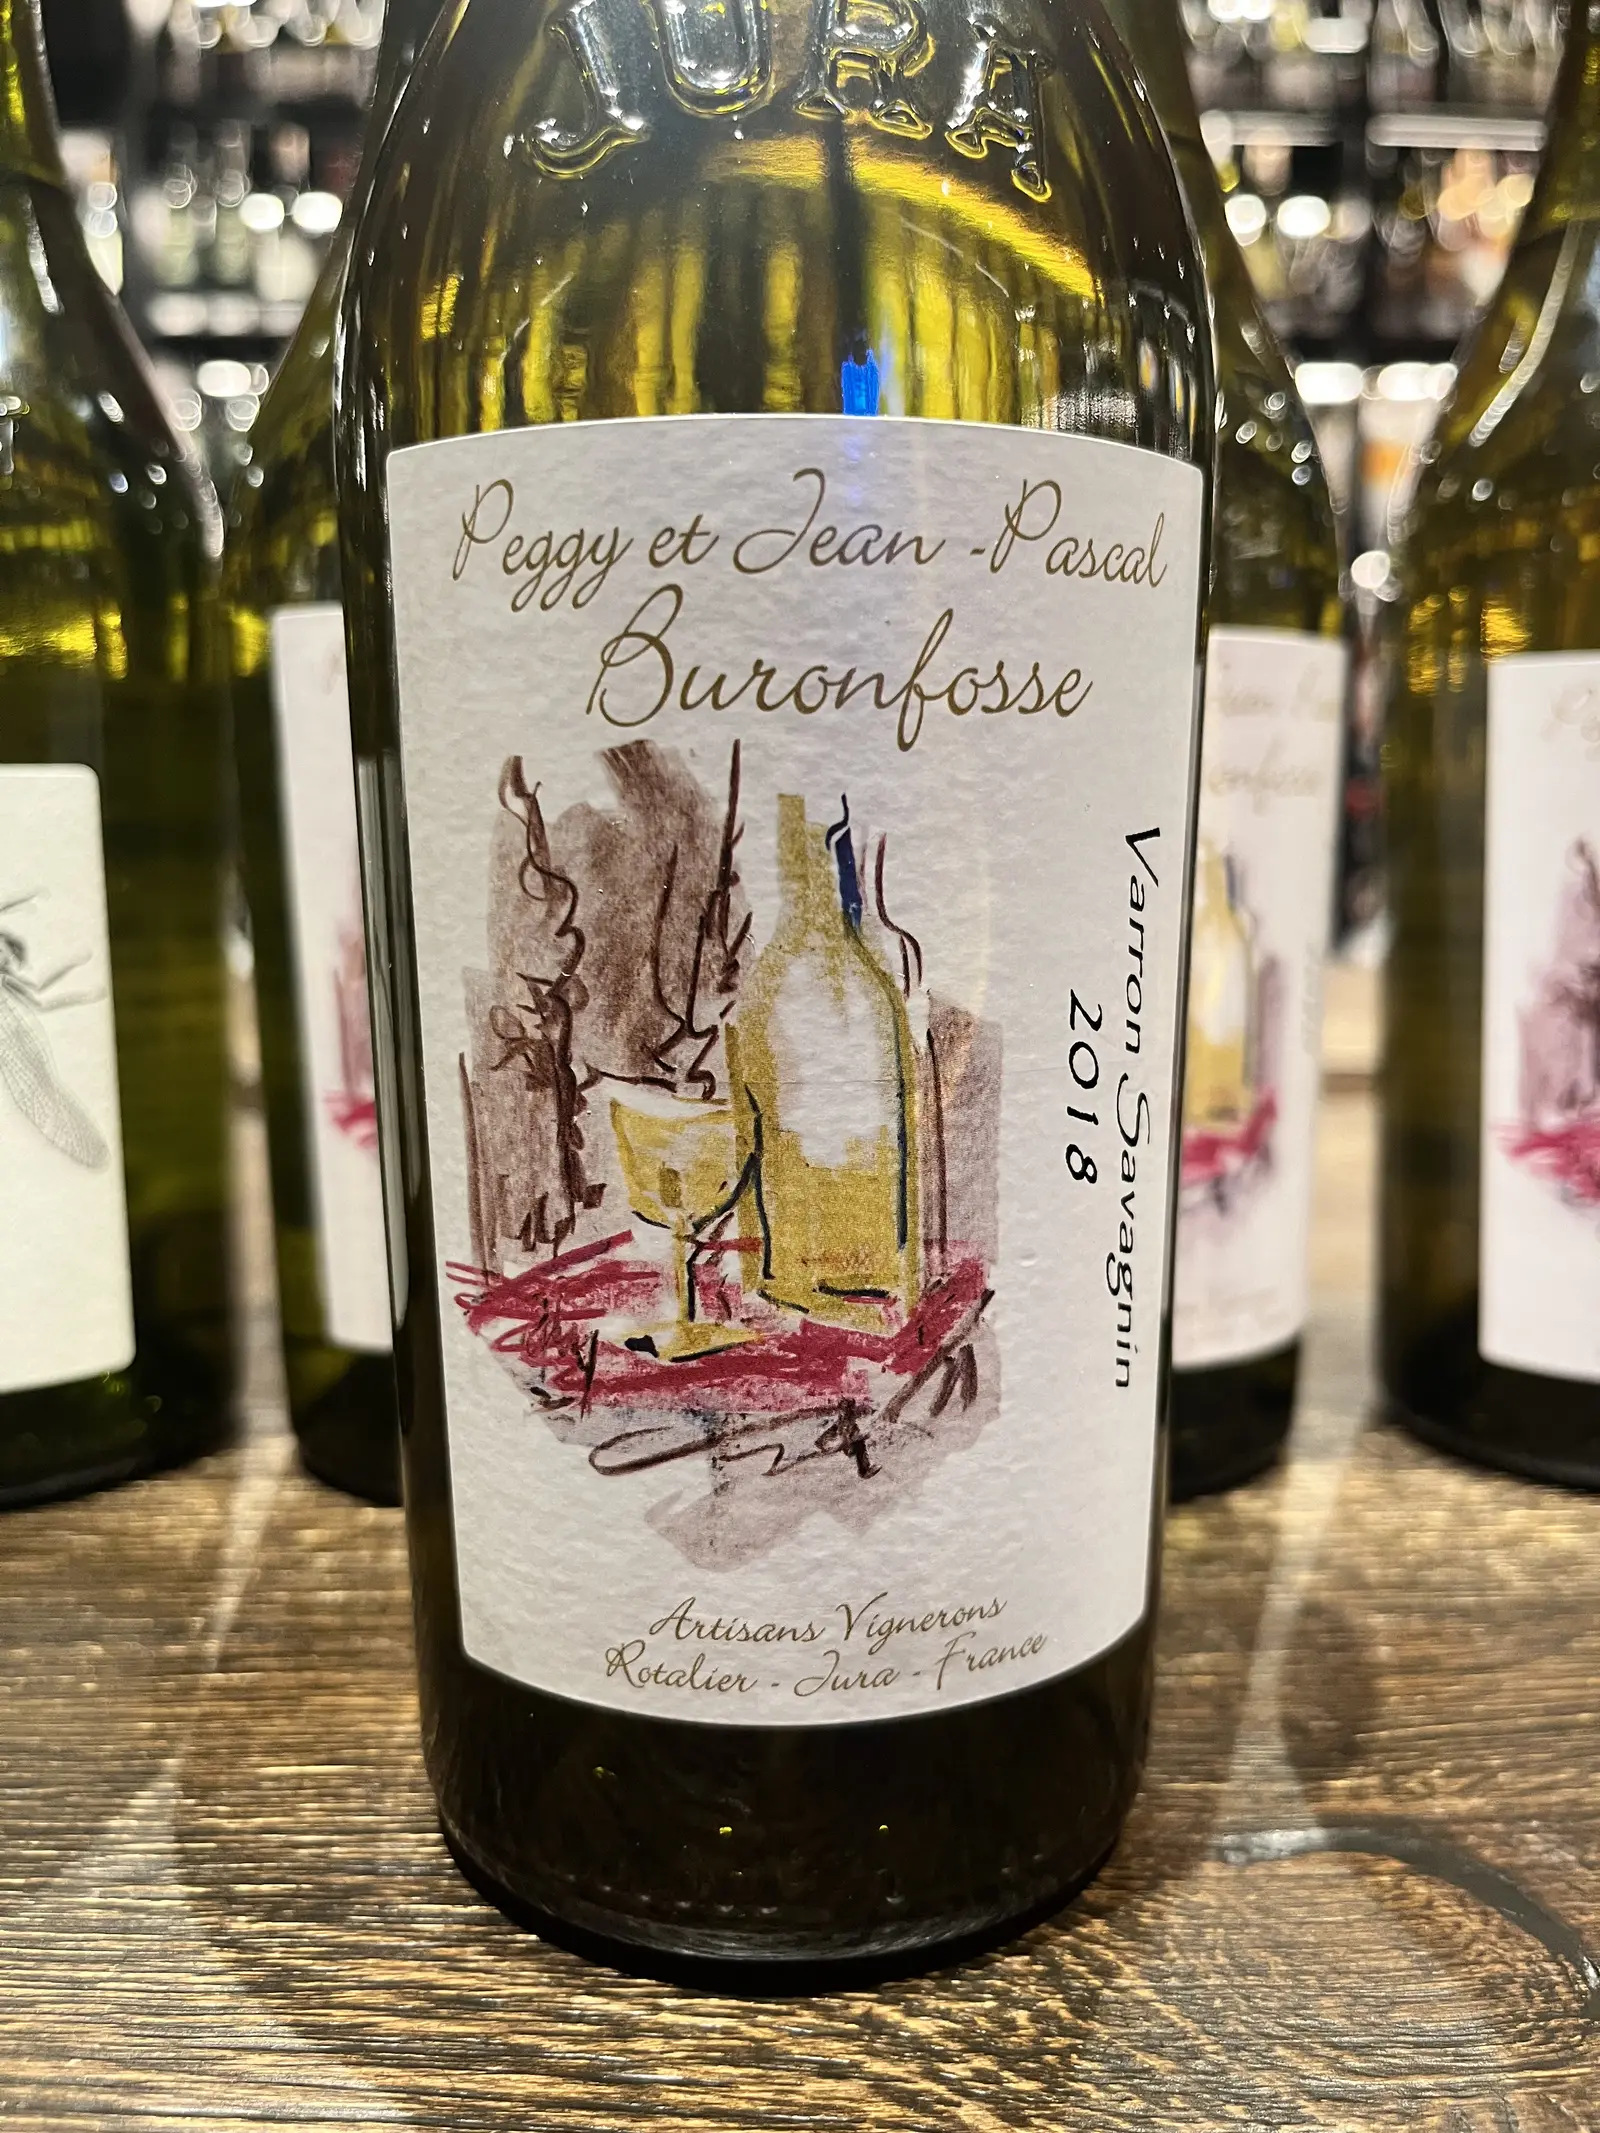 JURA
Peggy et Jean-Pascal
Buronfosse
Varron Savagnin
2018
Artisans Vignerons
Rotalier - Jura - France